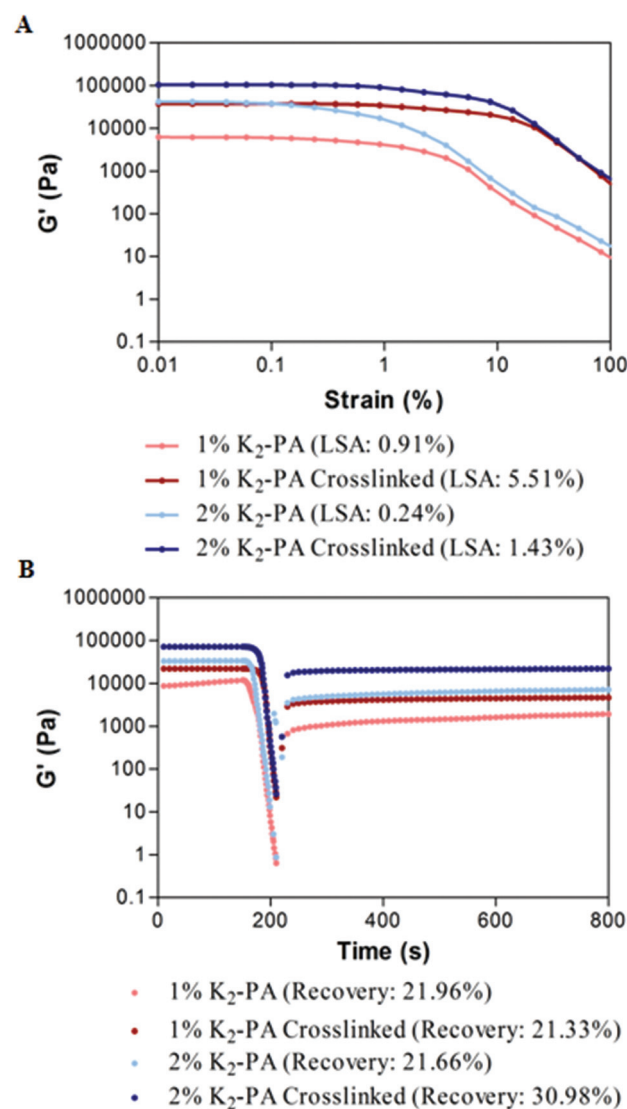 A
1000000
100000
10000
1000
100
10
1
0.1
G' (Pa)
0.01 0.1 1 10 100
Strain (%)
1% K₂-PA (LSA: 0.91%)
1% K₂-PA Crosslinked (LSA: 5.51%)
2% K₂-PA (LSA: 0.24%)
2% K₂-PA Crosslinked (LSA: 1.43%)
B
1000000
100000
10000
1000
100
10
1
0.1
G' (Pa)
0 200 400 600 800
Time (s)
1% K₂-PA (Recovery: 21.96%)
1% K₂-PA Crosslinked (Recovery: 21.33%)
2% K₂-PA (Recovery: 21.66%)
2% K₂-PA Crosslinked (Recovery: 30.98%)